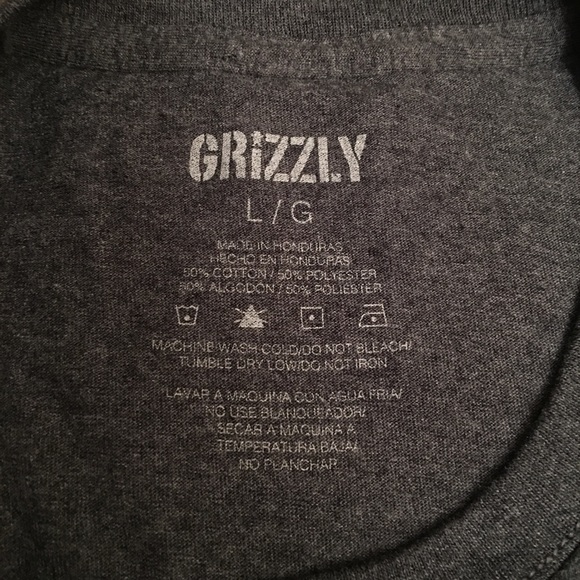 GRiZZLY
L / G
MADE IN HONDURAS
HECHO EN HONDURAS
50% COTTON / 50% POLYESTER
50% ALGODON / 50% POLIESTER
MACHINE WASH COLD/DO NOT BLEACH/
TUMBLE DRY LOW/DO NOT IRON
LAVAR A MAQUINA CON AGUA FRIA/
NO USE BLANQUEADOR/
SECAR A MAQUINA A
TEMPERATURA BAJA/
NO PLANCHAR